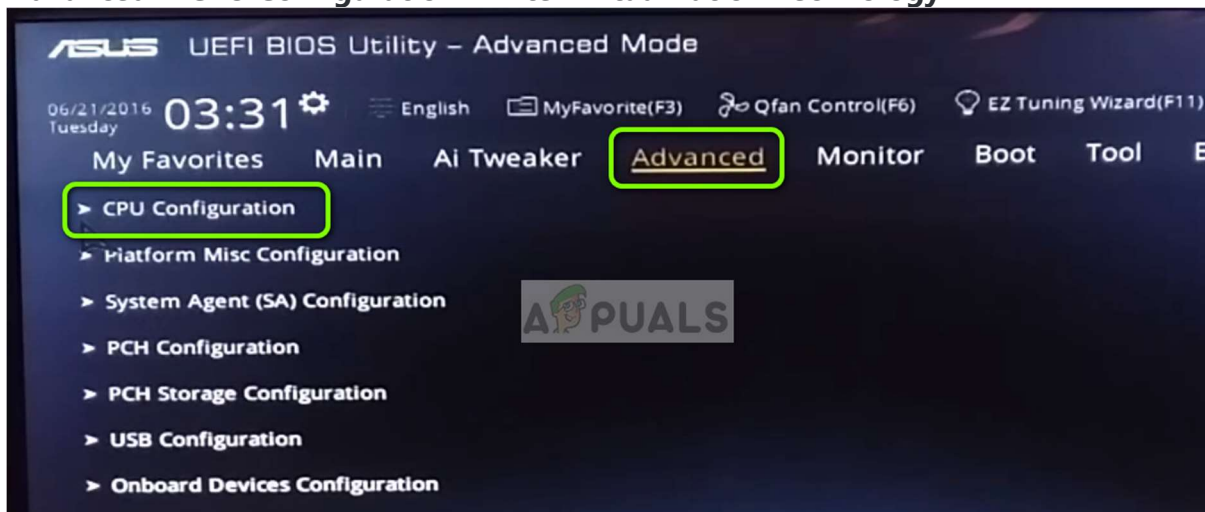 ASUS UEFI BIOS Utility – Advanced Mode
06/21/2016 03:31 English MyFavorite(F3) Qfan Control(F6) EZ Tuning Wizard(F11)
Tuesday
My Favorites Main Ai Tweaker Advanced Monitor Boot Tool
> CPU Configuration
> Platform Misc Configuration
> System Agent (SA) Configuration
APPUALS
> PCH Configuration
> PCH Storage Configuration
> USB Configuration
> Onboard Devices Configuration